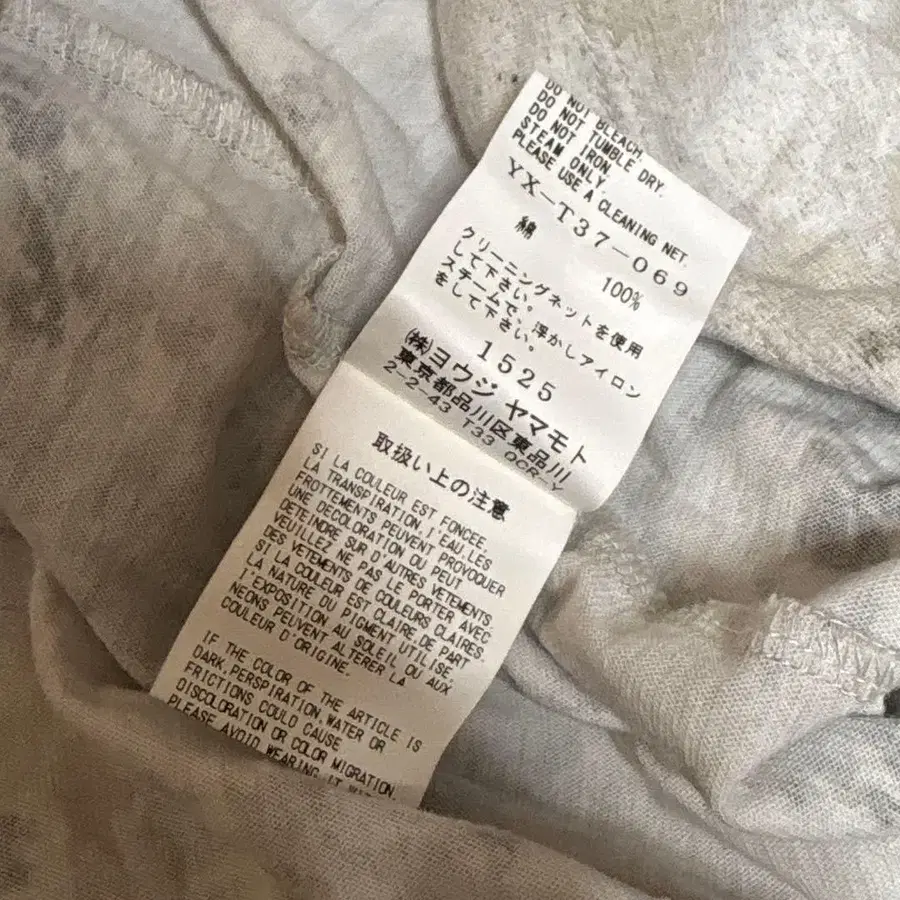 DO NOT BLEACH.
DO NOT TUMBLE DRY.
DO NOT IRON.
STEAM ONLY.
PLEASE USE A CLEANING NET.
YX-T37-069
綿 100%
クリーニングネットを使用
して下さい。
スチームで、浮かしアイロン
をして下さい。
1525
㈱ヨウジ ヤマモト
東京都品川区東品川
2-2-43 T33 OCR-Y
取扱い上の注意
SI LA COULEUR EST FONCEE,
LA TRANSPIRATION, I'EAU, LES
FROTTEMENTS PEUVENT PROVOQUER
UNE DECOLORATION OU PEUT
DETEINDRE SUR D'AUTRES VETEMENTS
VEUILLEZ NE PAS LE PORTER AVEC
DES VETEMENTS DE COULEURS CLAIRES.
SI LA COULEUR EST CLAIRE, DE PART
LA NATURE DU PIGMENT UTILISE,
I'EXPOSITION AU SOLEIL OU AUX
NEONS PEUVENT ALTERER LA
COULEUR D'ORIGINE.
IF THE COLOR OF THE ARTICLE IS
DARK, PERSPIRATION, WATER OR
FRICTIONS COULD CAUSE
DISCOLORATION OR COLOR MIGRATION,
PLEASE AVOID WEARING IT